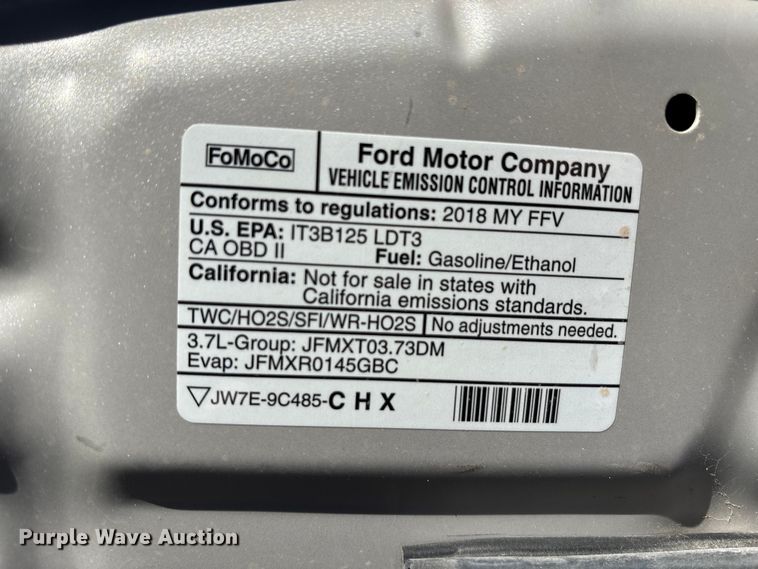 FoMoCo
Ford Motor Company
VEHICLE EMISSION CONTROL INFORMATION
Conforms to regulations: 2018 MY FFV
U.S. EPA: IT3B125 LDT3
CA OBD II Fuel: Gasoline/Ethanol
California: Not for sale in states with
California emissions standards.
TWC/HO2S/SFI/WR-HO2S No adjustments needed.
3.7L-Group: JFMXT03.73DM
Evap: JFMXR0145GBC
JW7E-9C485-C H X
Purple Wave Auction